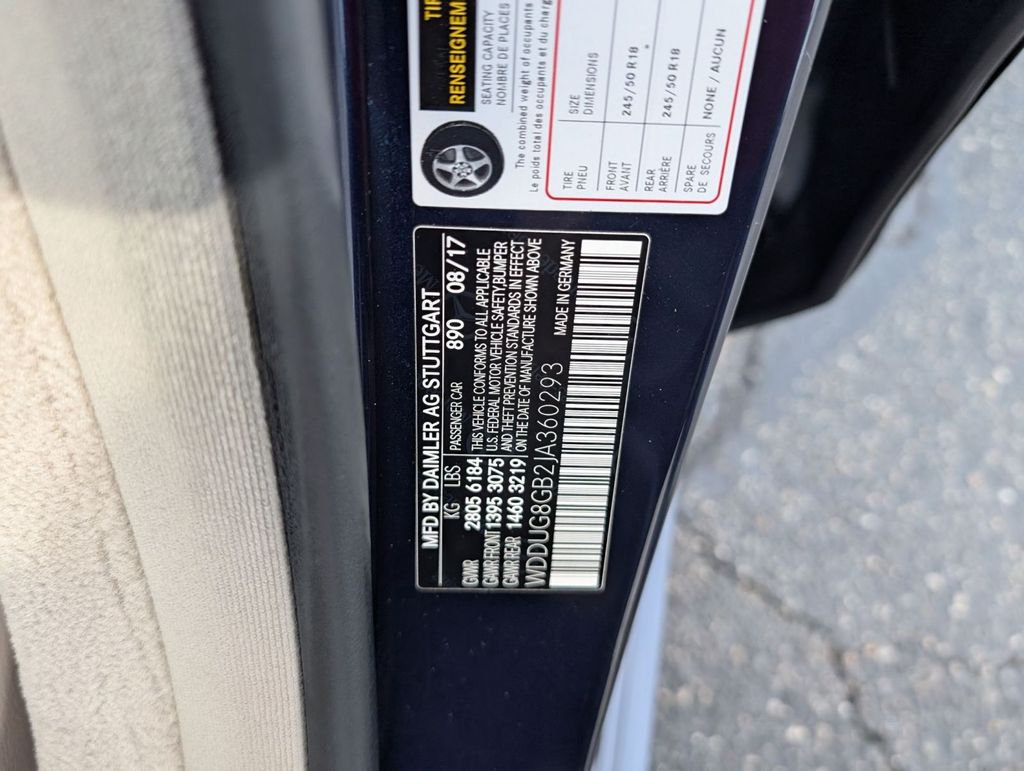 MFD BY DAIMLER AG STUTTGART
KG LBS PASSENGER CAR 890 08/17
GVWR 2805 6184 THIS VEHICLE CONFORMS TO ALL APPLICABLE
GAWR FRONT 1395 3075 U.S. FEDERAL MOTOR VEHICLE SAFETY,BUMPER
GAWR REAR 1460 3219 AND THEFT PREVENTION STANDARDS IN EFFECT
ON THE DATE OF MANUFACTURE SHOWN ABOVE
WDDUG8GB2JA360293 MADE IN GERMANY
TIR
RENSEIGNEM
SEATING CAPACITY
NOMBRE DE PLACES
The combined weight of occupants
Le poids total des occupants et du charg
TIRE SIZE
PNEU DIMENSIONS
FRONT 245/50 R18
AVANT
REAR 245/50 R18
ARRIÈRE
SPARE NONE / AUCUN
DE SECOURS